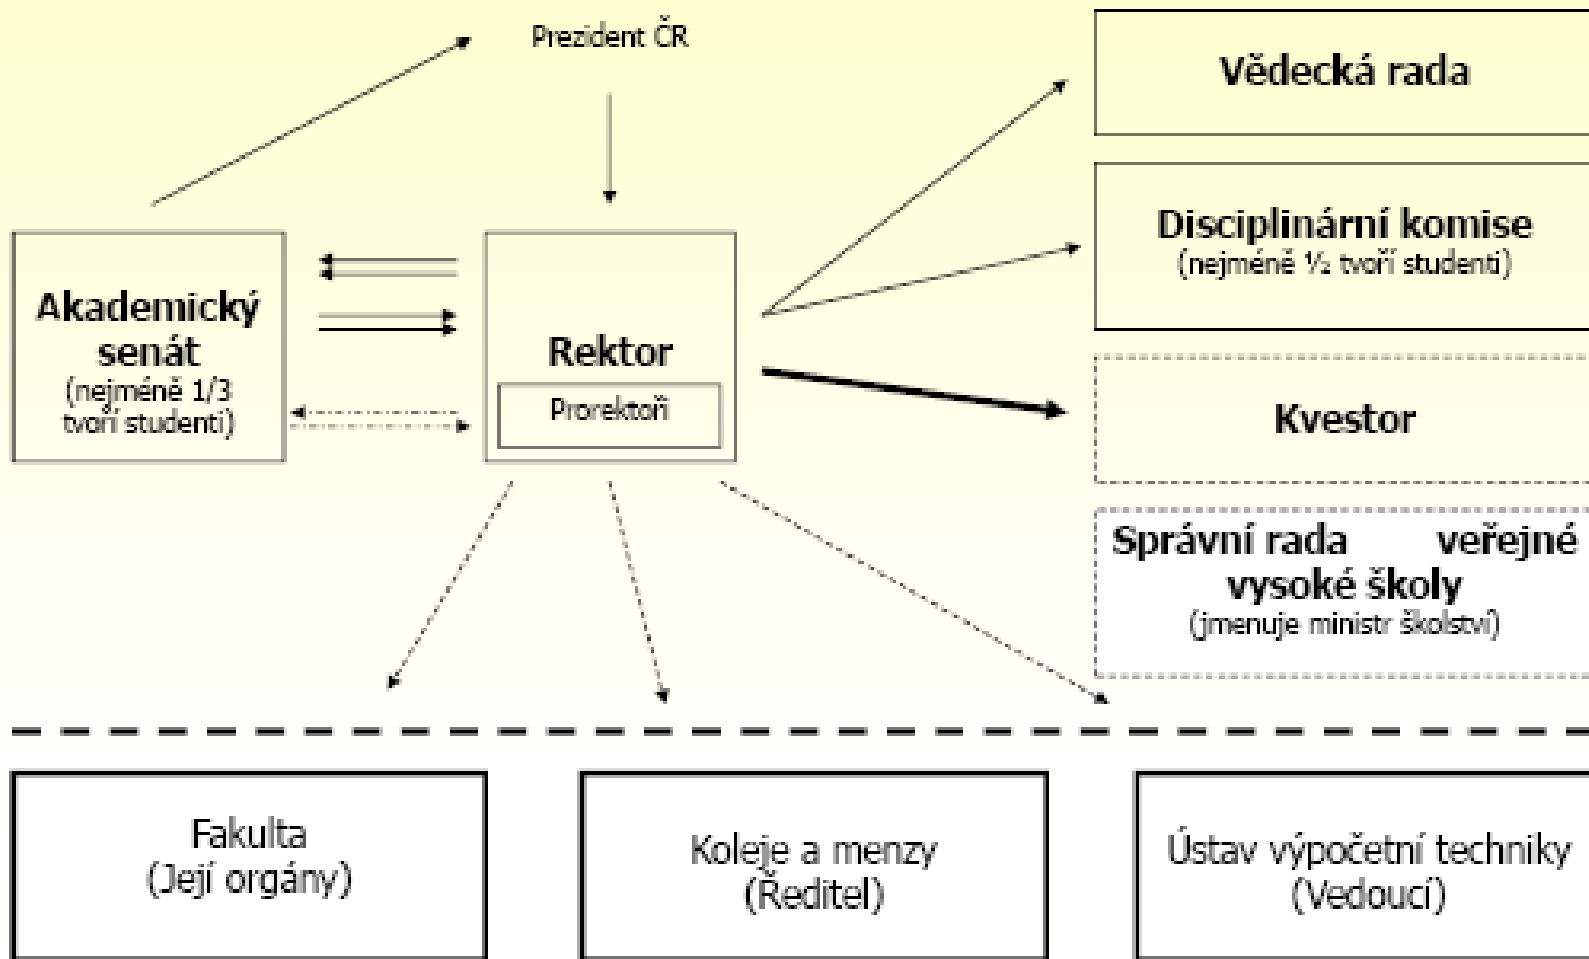 Prezident ČR
Vědecká rada
Disciplinární komise
(nejméně ½ tvoří studenti)
Akademický
senát
(nejméně 1/3
tvoří studenti)
Rektor
Prorektoři
Kvestor
Správní rada veřejné
vysoké školy
(jmenuje ministr školství)
Fakulta
(Její orgány)
Koleje a menzy
(Ředitel)
Ústav výpočetní techniky
(Vedoucí)